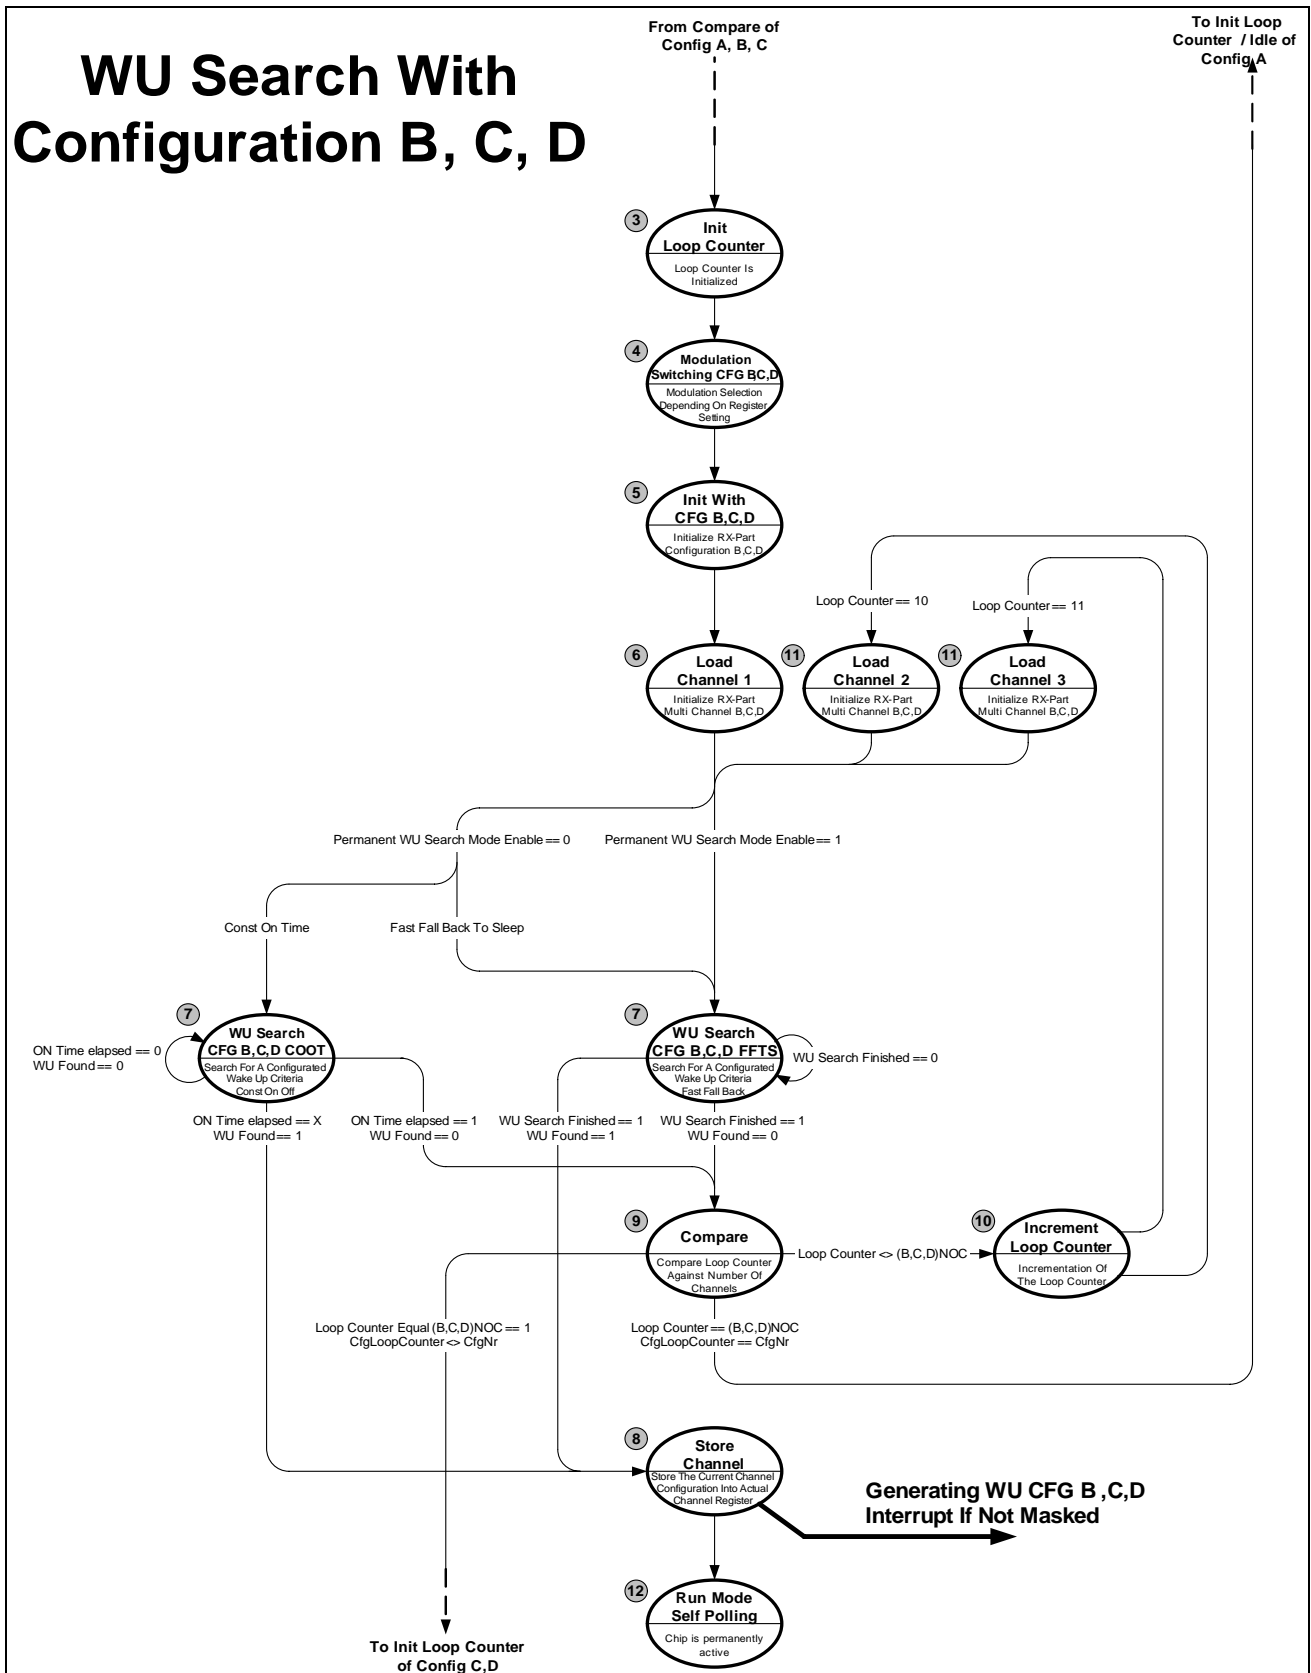 From Compare of
Config A, B, C
To Init Loop
Counter / Idle of
Config A
WU Search With
Configuration B, C, D
3
Init
Loop Counter
Loop Counter Is
Initialized
4
Modulation
Switching CFG B,C,D
Modulation Selection
Depending On Register
Setting
5
Init With
CFG B,C,D
Initialize RX-Part
Configuration B,C,D
Loop Counter == 10
Loop Counter == 11
6
Load
Channel 1
Initialize RX-Part
Multi Channel B,C,D
11
Load
Channel 2
Initialize RX-Part
Multi Channel B,C,D
11
Load
Channel 3
Initialize RX-Part
Multi Channel B,C,D
Permanent WU Search Mode Enable == 0
Permanent WU Search Mode Enable == 1
Const On Time
Fast Fall Back To Sleep
7
WU Search
CFG B,C,D COOT
Search For A Configurated
Wake Up Criteria
Const On Off
ON Time elapsed == 0
WU Found == 0
7
WU Search
CFG B,C,D FFTS
Search For A Configurated
Wake Up Criteria
Fast Fall Back
WU Search Finished == 0
ON Time elapsed == X
WU Found == 1
ON Time elapsed == 1
WU Found == 0
WU Search Finished == 1
WU Found == 1
WU Search Finished == 1
WU Found == 0
9
Compare
Compare Loop Counter
Against Number Of
Channels
Loop Counter <> (B,C,D)NOC
10
Increment
Loop Counter
Incrementation Of
The Loop Counter
Loop Counter Equal (B,C,D)NOC == 1
CfgLoopCounter <> CfgNr
Loop Counter == (B,C,D)NOC
CfgLoopCounter == CfgNr
8
Store
Channel
Store The Current Channel
Configuration Into Actual
Channel Register
Generating WU CFG B ,C,D
Interrupt If Not Masked
12
Run Mode
Self Polling
Chip is permanently
active
To Init Loop Counter
of Config C,D